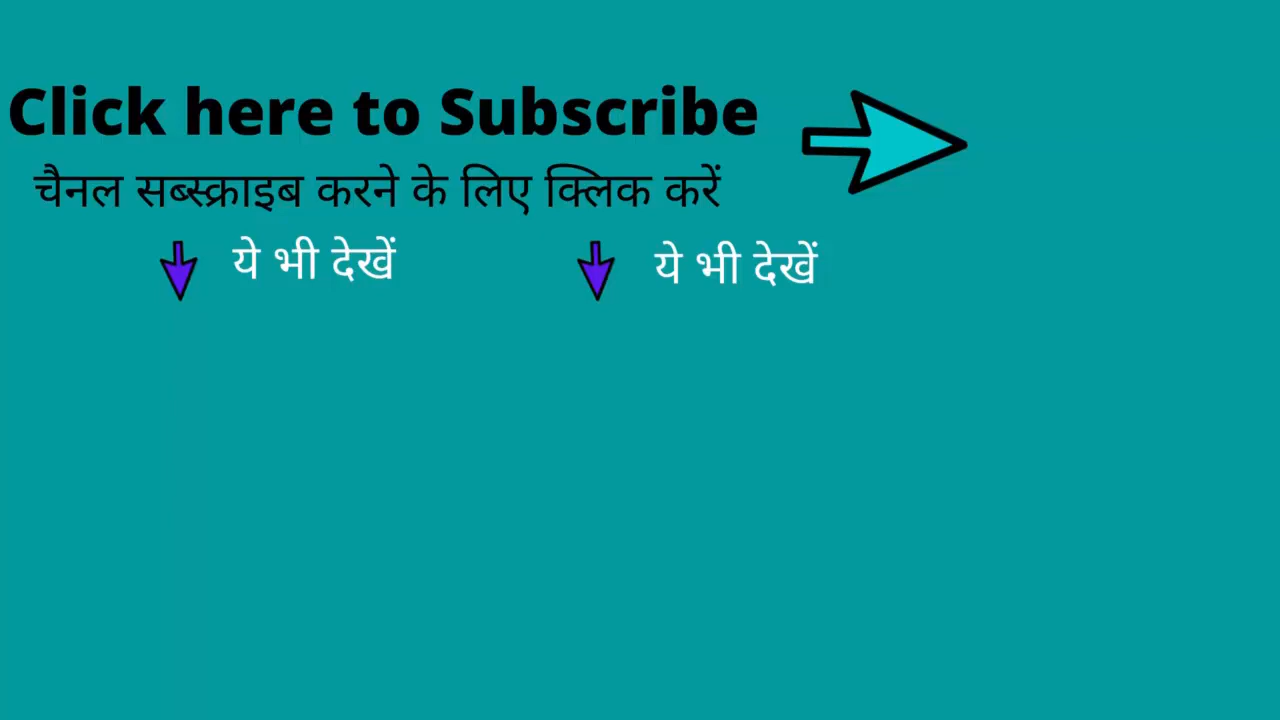 Click here to Subscribe
चैनल सब्स्क्राइब करने के लिए क्लिक करें
ये भी देखें
ये भी देखें